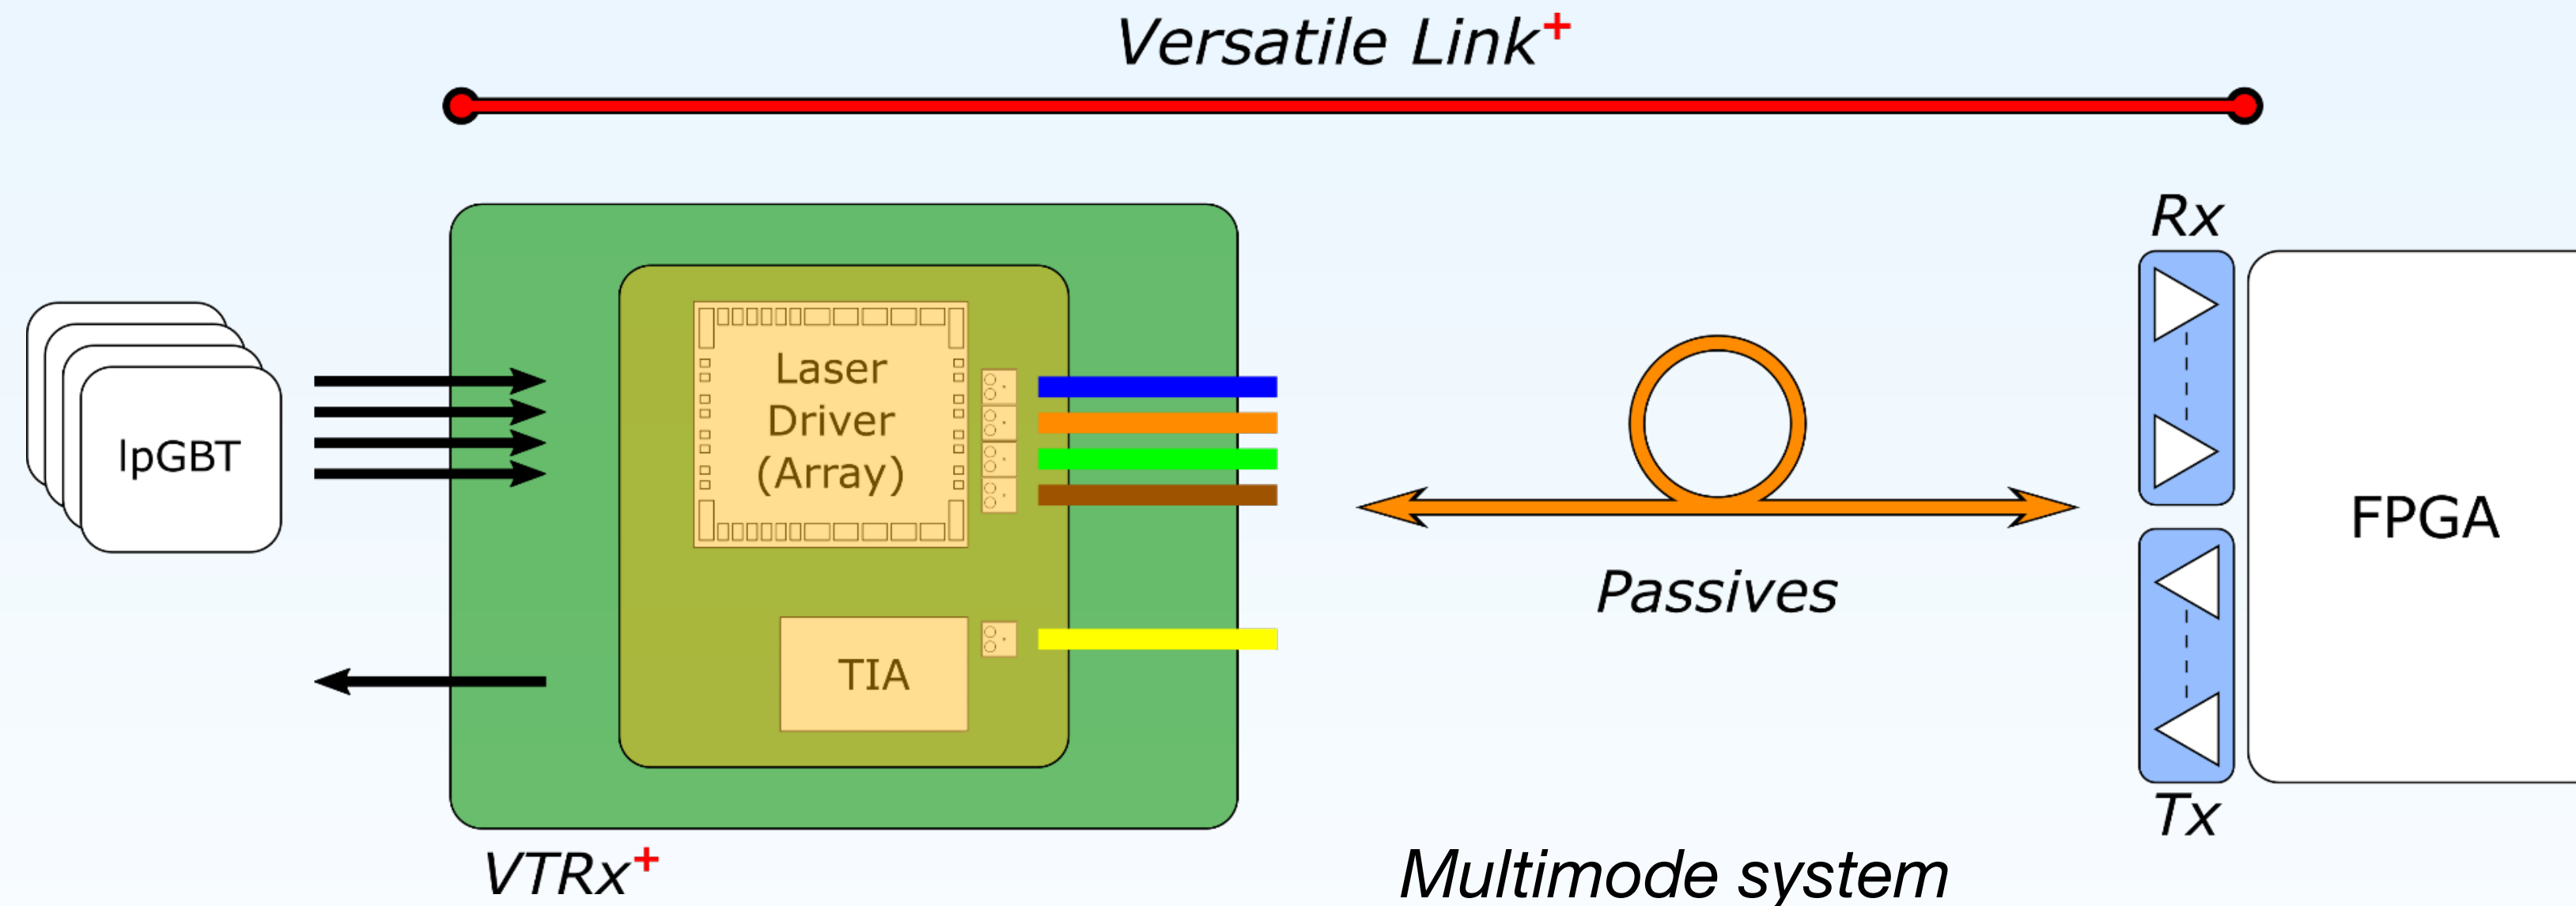 Versatile Link+
Rx
lpGBT
Laser
Driver
(Array)
TIA
Passives
FPGA
Tx
VTRx+
Multimode system